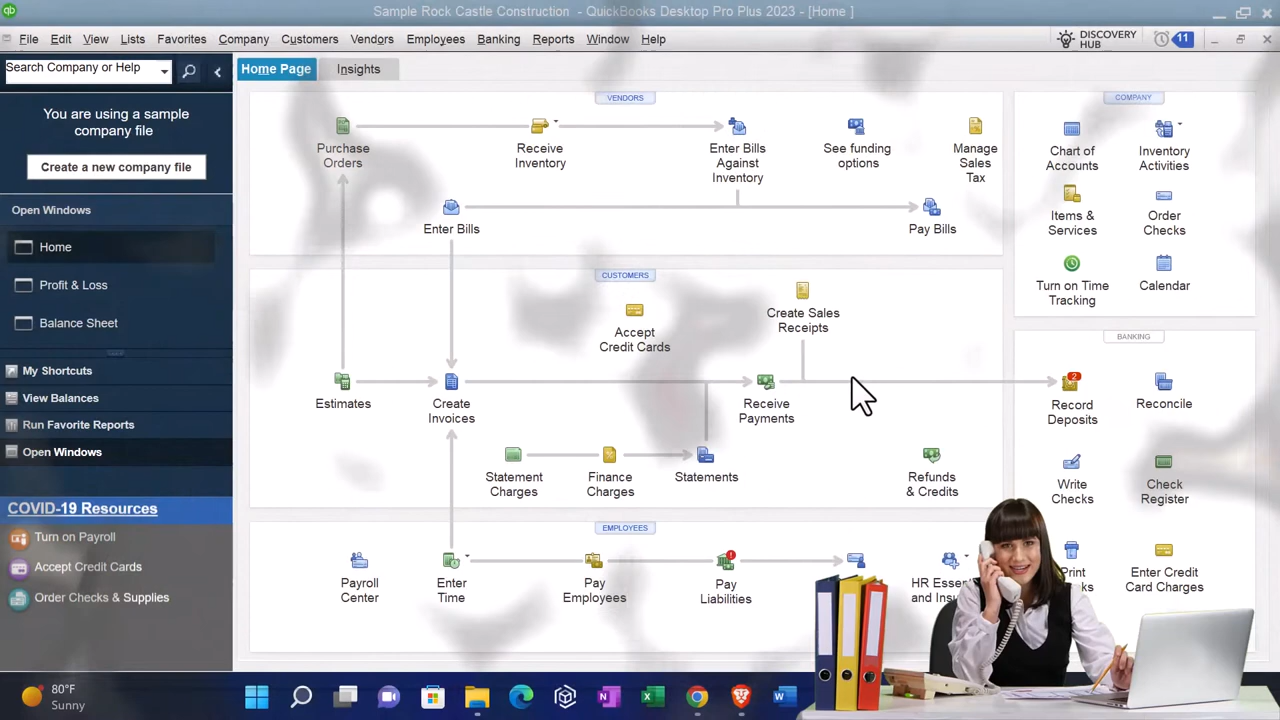 Sample Rock Castle Construction - QuickBooks Desktop Pro Plus 2023 - [Home ]
File Edit View Lists Favorites Company Customers Vendors Employees Banking Reports Window Help
DISCOVERY
HUB
11
Search Company or Help
Home Page
Insights
You are using a sample
company file
Create a new company file
Open Windows
Home
Profit & Loss
Balance Sheet
My Shortcuts
View Balances
Run Favorite Reports
Open Windows
COVID-19 Resources
Turn on Payroll
Accept Credit Cards
Order Checks & Supplies
VENDORS
Purchase
Orders
Receive
Inventory
Enter Bills
Against
Inventory
See funding
options
Manage
Sales
Tax
Enter Bills
Pay Bills
CUSTOMERS
Accept
Credit Cards
Create Sales
Receipts
Estimates
Create
Invoices
Receive
Payments
Statement
Charges
Finance
Charges
Statements
Refunds
& Credits
EMPLOYEES
Payroll
Center
Enter
Time
Pay
Employees
Pay
Liabilities
HR Essen
and Insu
COMPANY
Chart of
Accounts
Inventory
Activities
Items &
Services
Order
Checks
Turn on Time
Tracking
Calendar
BANKING
2
Record
Deposits
Reconcile
Write
Checks
Check
Register
Print
ks
Enter Credit
Card Charges
80°F
Sunny